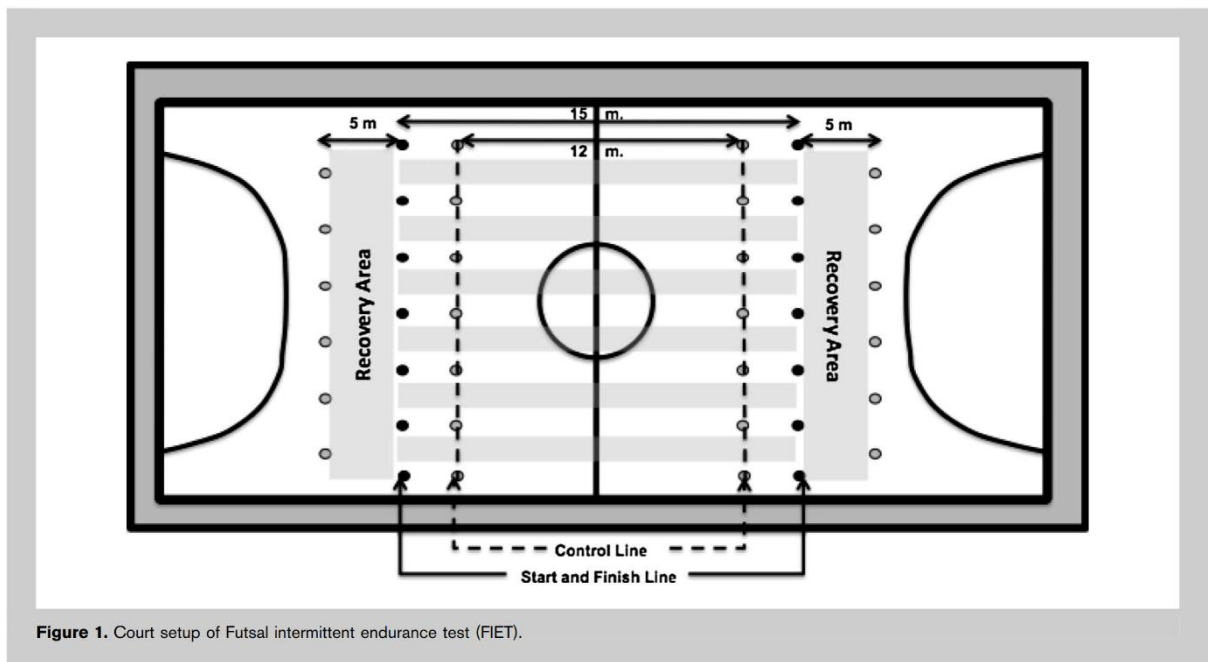 15 m.
5 m
5 m
12 m.
Recovery Area
Recovery Area
Control Line
Start and Finish Line
Figure 1. Court setup of Futsal intermittent endurance test (FIET).